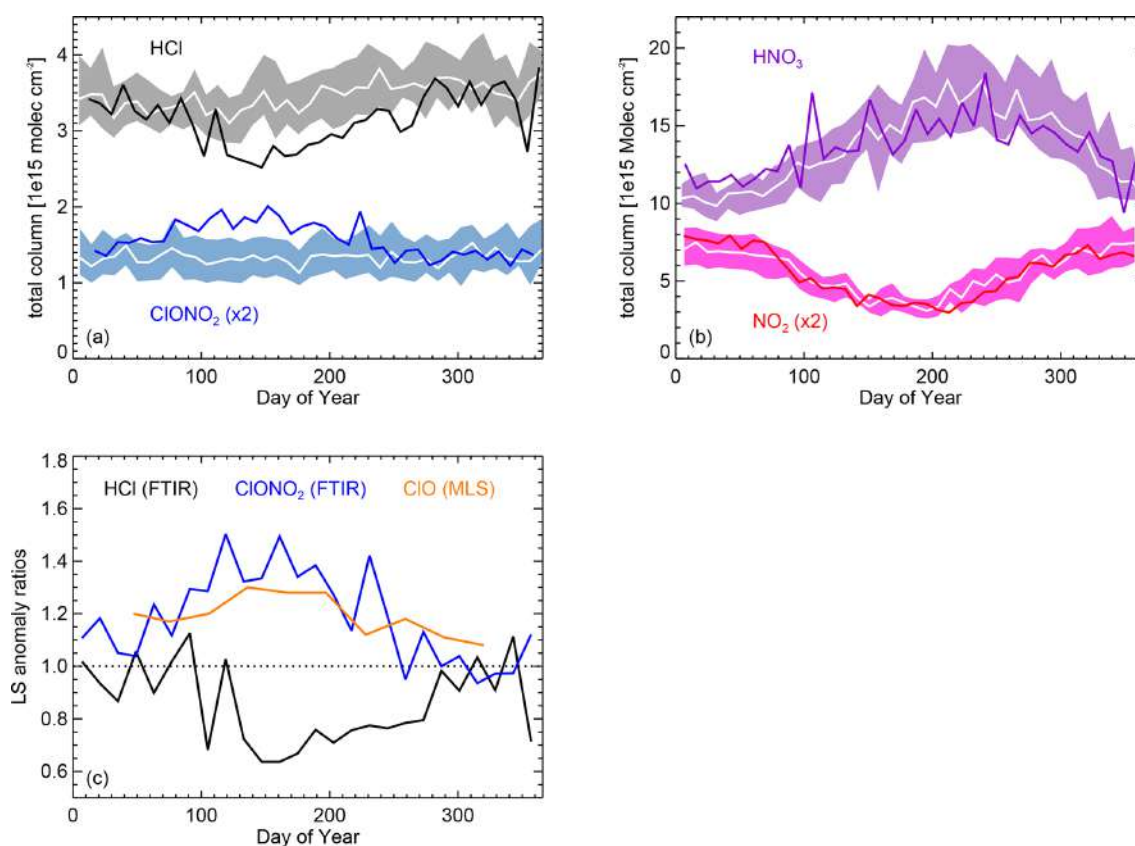 HCl
ClONO₂ (x2)
(a)
total column [1e15 molec cm⁻²]
4
3
2
1
0
0 100 200 300
Day of Year
HNO₃
NO₂ (x2)
(b)
total column [1e15 Molec cm⁻²]
20
15
10
5
0
0 100 200 300
Day of Year
HCl (FTIR) ClONO₂ (FTIR) ClO (MLS)
(c)
LS anomaly ratios
1.8
1.6
1.4
1.2
1.0
0.8
0.6
0 100 200 300
Day of Year